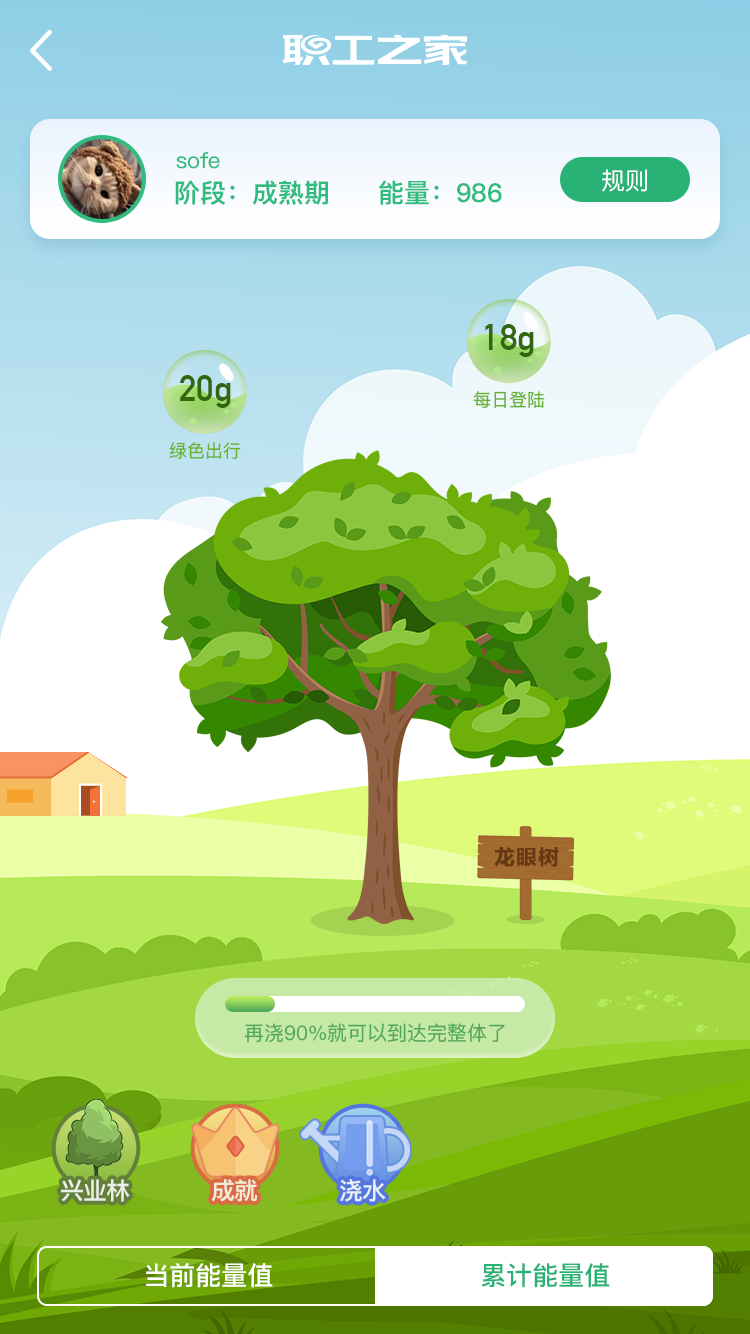 职工之家
sofe
阶段：成熟期 能量：986
规则
18g
每日登陆
20g
绿色出行
龙眼树
再浇90%就可以到达完整体了
兴业林 成就 浇水
当前能量值 累计能量值